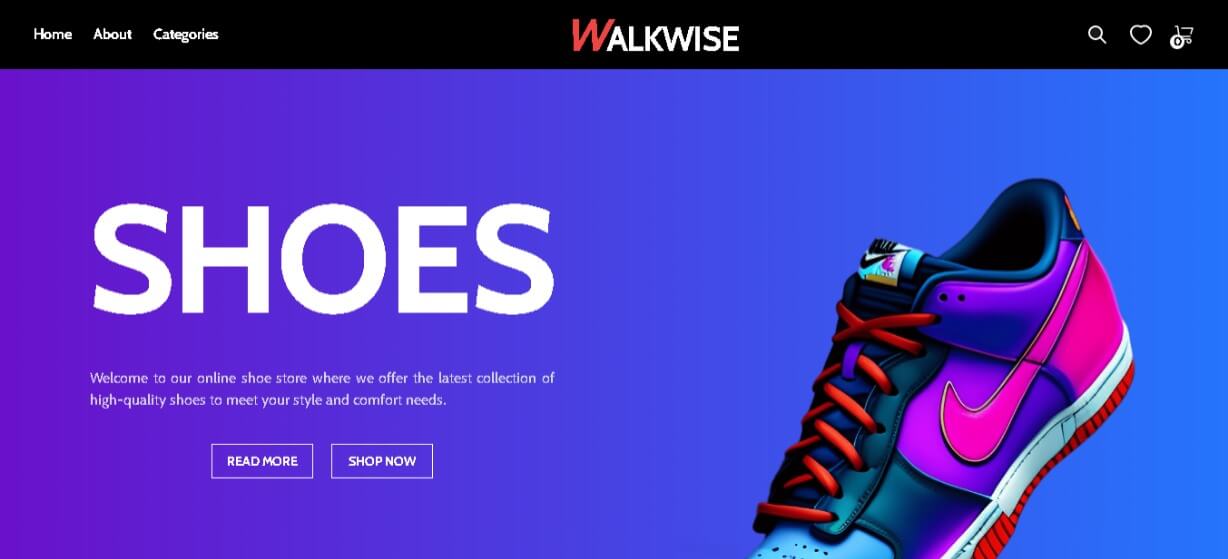 Home About Categories WALKWISE 0
SHOES
Welcome to our online shoe store where we offer the latest collection of
high-quality shoes to meet your style and comfort needs.
READ MORE SHOP NOW